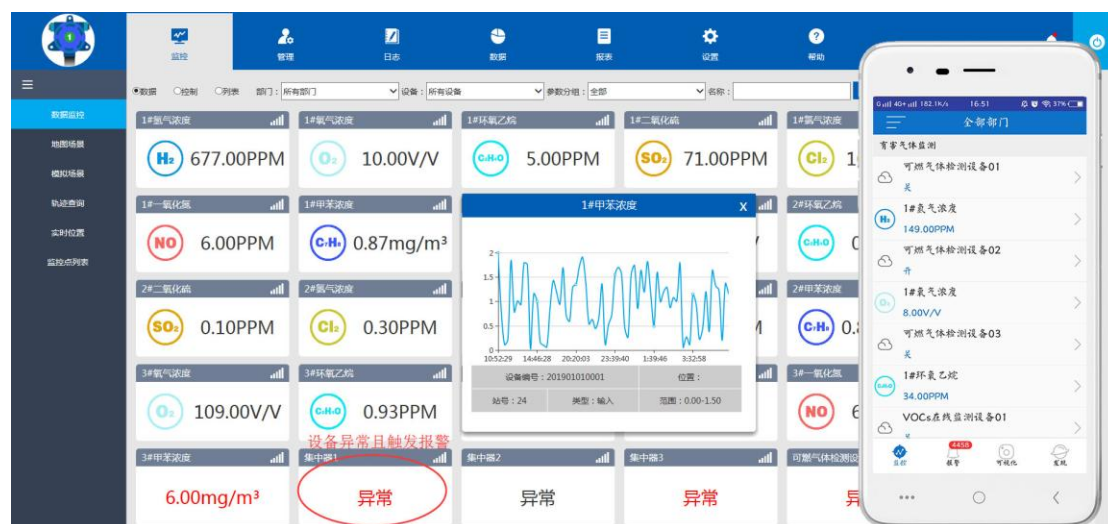 监控
管理
日志
数据
报表
设置
帮助
数据 控制 列表 部门：所有部门 设备：所有设备 参数分组：全部 名称：
数据监控
地图场景
模拟场景
轨迹查询
实时位置
监控点列表
1#氢气浓度
H₂ 677.00PPM
1#氧气浓度
O₂ 10.00V/V
1#环氧乙烷
C₂H₄O 5.00PPM
1#二氧化硫
SO₂ 71.00PPM
1#氯气浓度
Cl₂ 1
1#一氧化氮
NO 6.00PPM
1#甲苯浓度
C₇H₈ 0.87mg/m³
2#环氧乙烷
C₂H₄O
2#二氧化硫
SO₂ 0.10PPM
2#氯气浓度
Cl₂ 0.30PPM
2#甲苯浓度
C₇H₈ 0.
3#氧气浓度
O₂ 109.00V/V
3#环氧乙烷
C₂H₄O 0.93PPM
3#一氧化氮
NO 6
设备异常且触发报警
3#甲苯浓度
6.00mg/m³
集中器1
异常
集中器2
异常
集中器3
异常
可燃气体检测设
异
1#甲苯浓度 X
2
1.5
1
0.5
0
10:52:29 14:46:28 20:20:03 23:39:40 1:39:46 3:32:58
设备编号：201901010001 位置：
站号：24 类型：输入 范围：0.00-1.50
16:51 37%
全部部门
有害气体监测
可燃气体检测设备01
关
1#氢气浓度
H₂ 149.00PPM
可燃气体检测设备02
开
1#氧气浓度
O₂ 8.00V/V
可燃气体检测设备03
关
1#环氧乙烷
C₂H₄O 34.00PPM
VOCs在线监测设备01
4458
监控 报警 可视化 发现